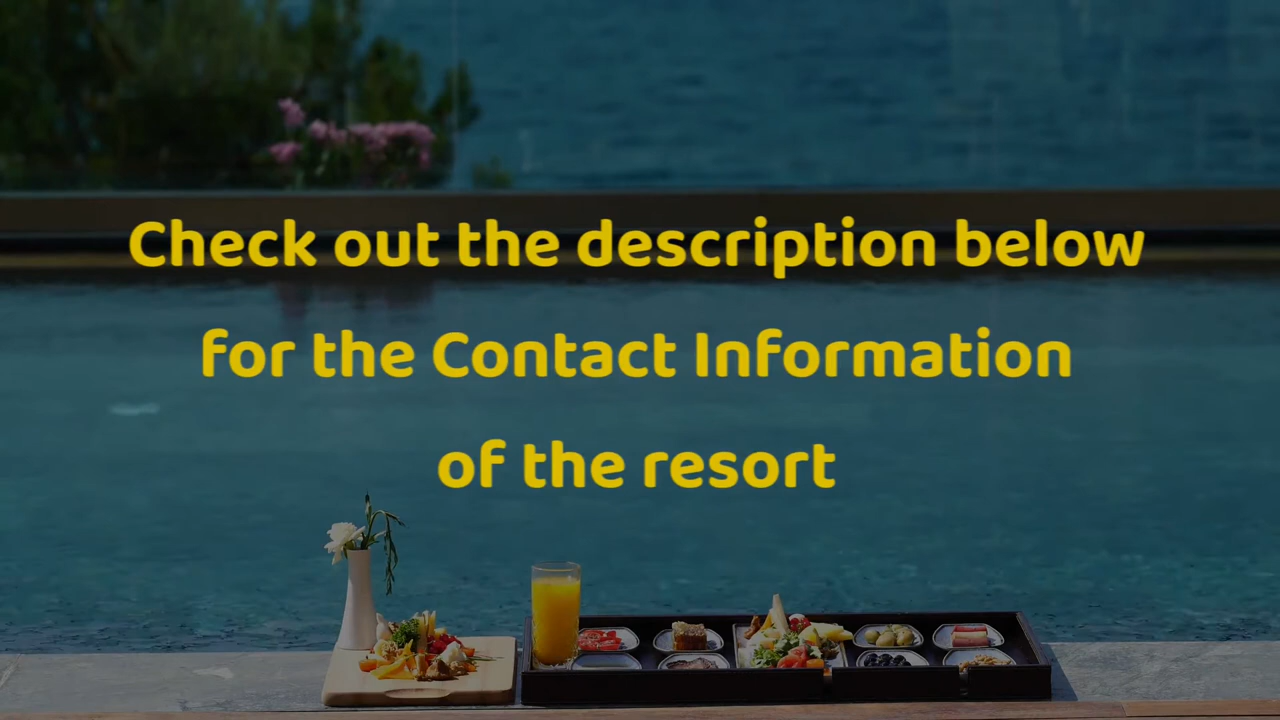 Check out the description below
for the Contact Information
of the resort